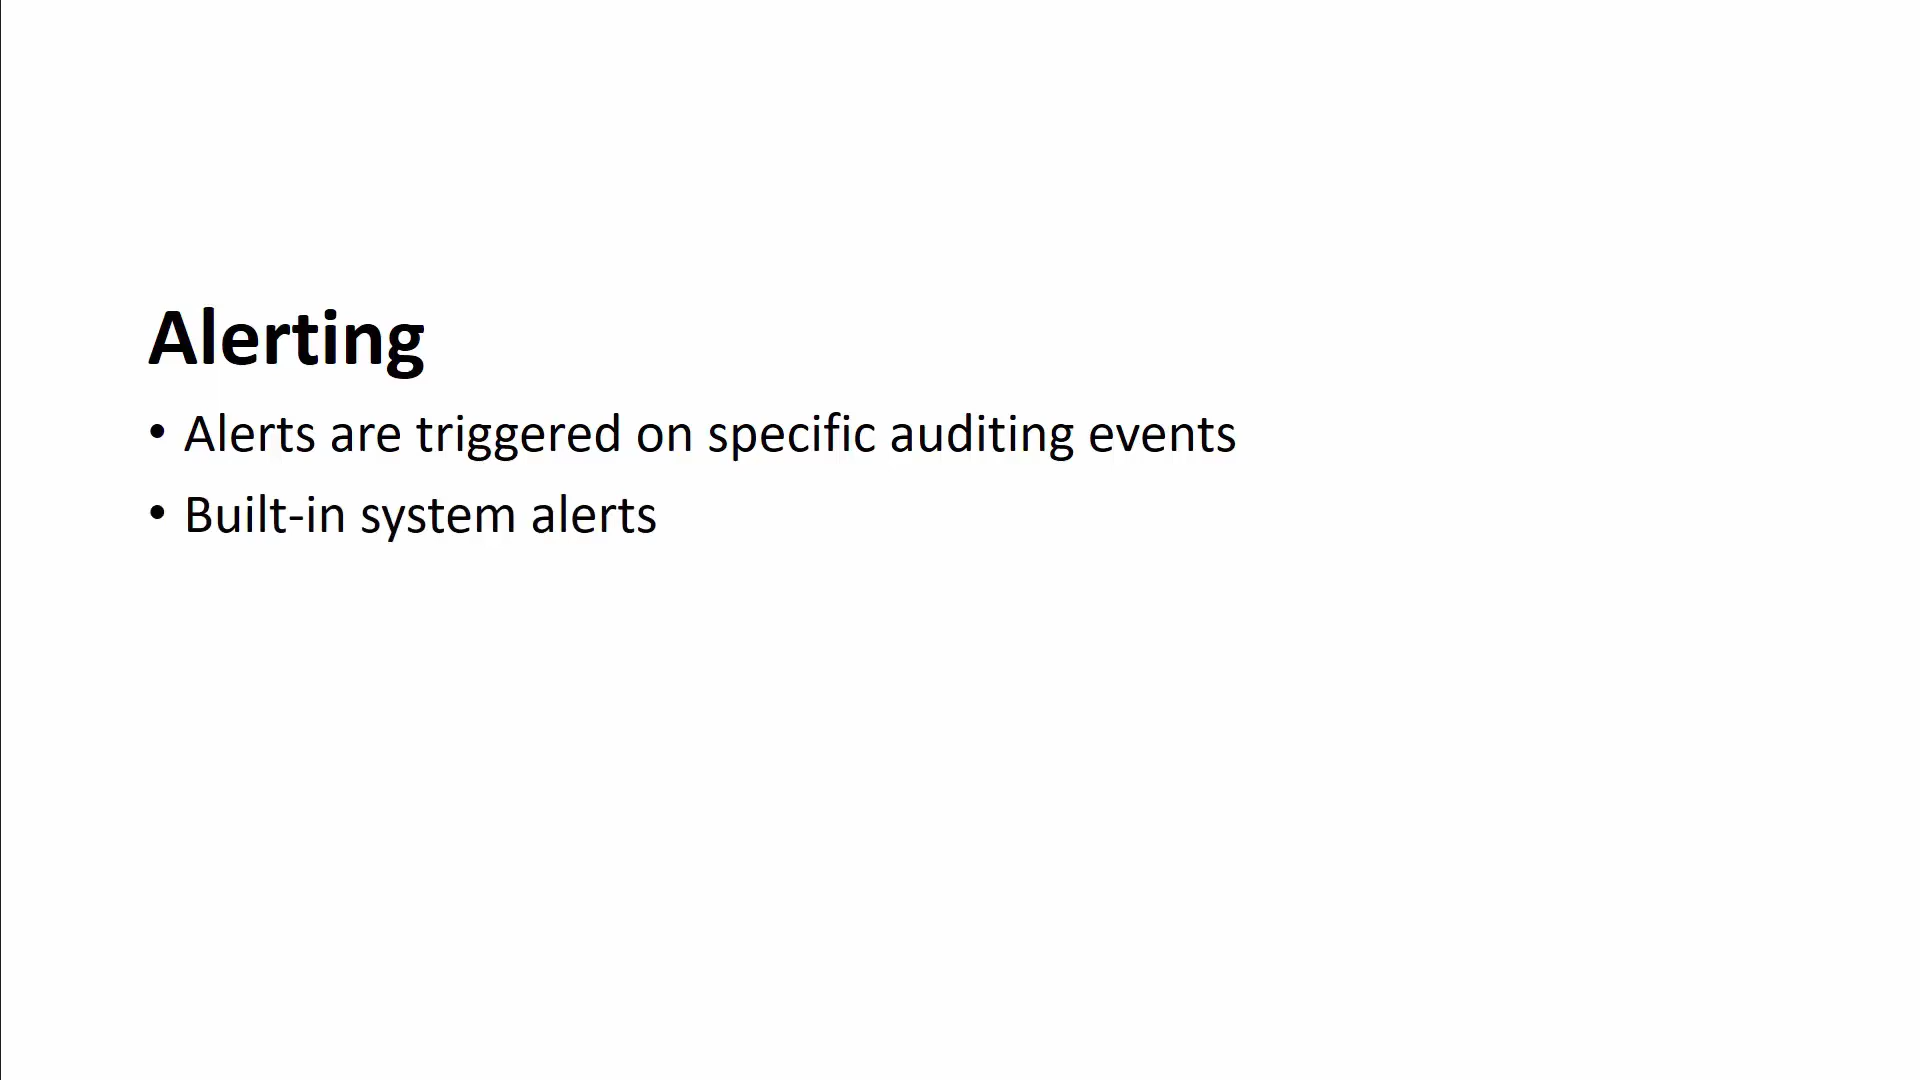 Alerting
• Alerts are triggered on specific auditing events
• Built-in system alerts